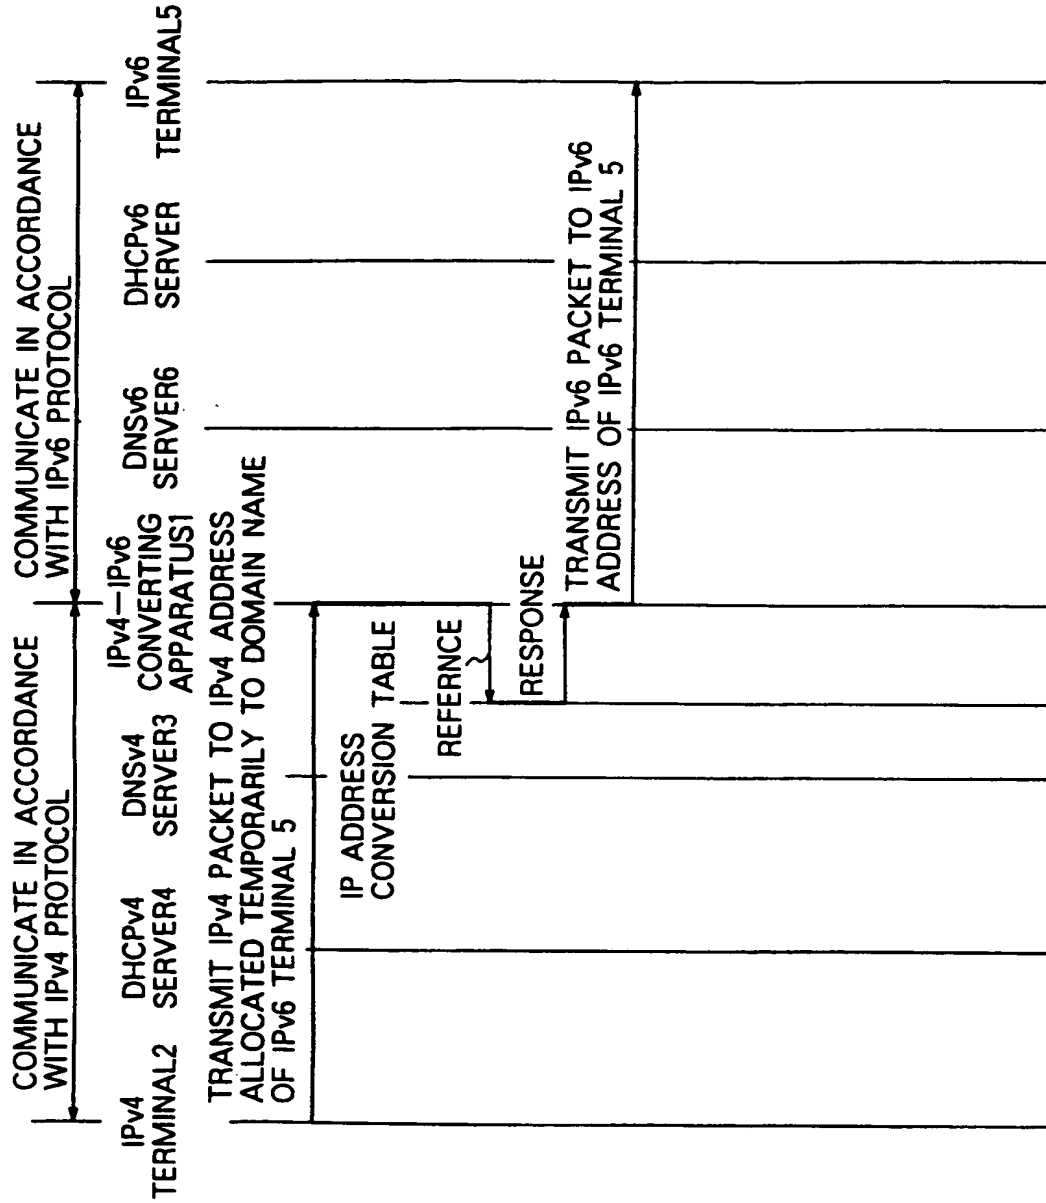 COMMUNICATE IN ACCORDANCE
WITH IPv4 PROTOCOL
COMMUNICATE IN ACCORDANCE
WITH IPv6 PROTOCOL
IPv4
TERMINAL2
DHCPv4
SERVER4
DNSv4
SERVER3
IPv4—IPv6
CONVERTING
APPARATUS1
DNSv6
SERVER6
DHCPv6
SERVER
IPv6
TERMINAL5
TRANSMIT IPv4 PACKET TO IPv4 ADDRESS
ALLOCATED TEMPORARILY TO DOMAIN NAME
OF IPv6 TERMINAL 5
IP ADDRESS
CONVERSION TABLE
REFERNCE
RESPONSE
TRANSMIT IPv6 PACKET TO IPv6
ADDRESS OF IPv6 TERMINAL 5